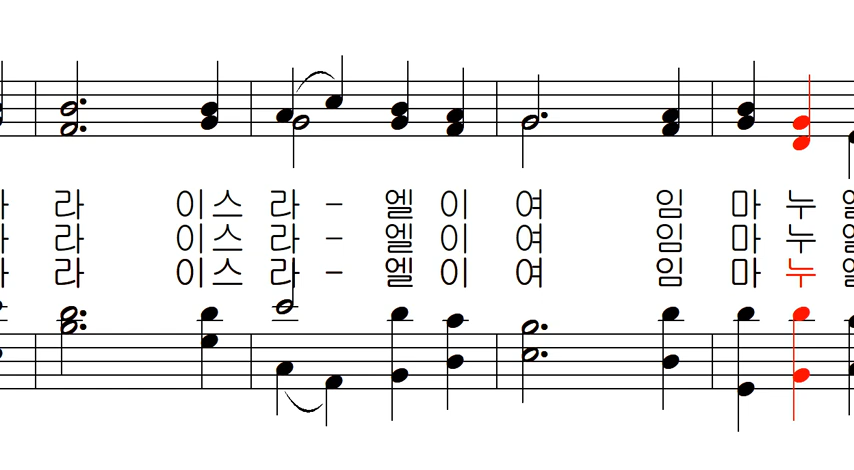 라 이스 라 - 엘 이 여 임 마 누
라 이스 라 - 엘 이 여 임 마 누
라 이스 라 - 엘 이 여 임 마 누